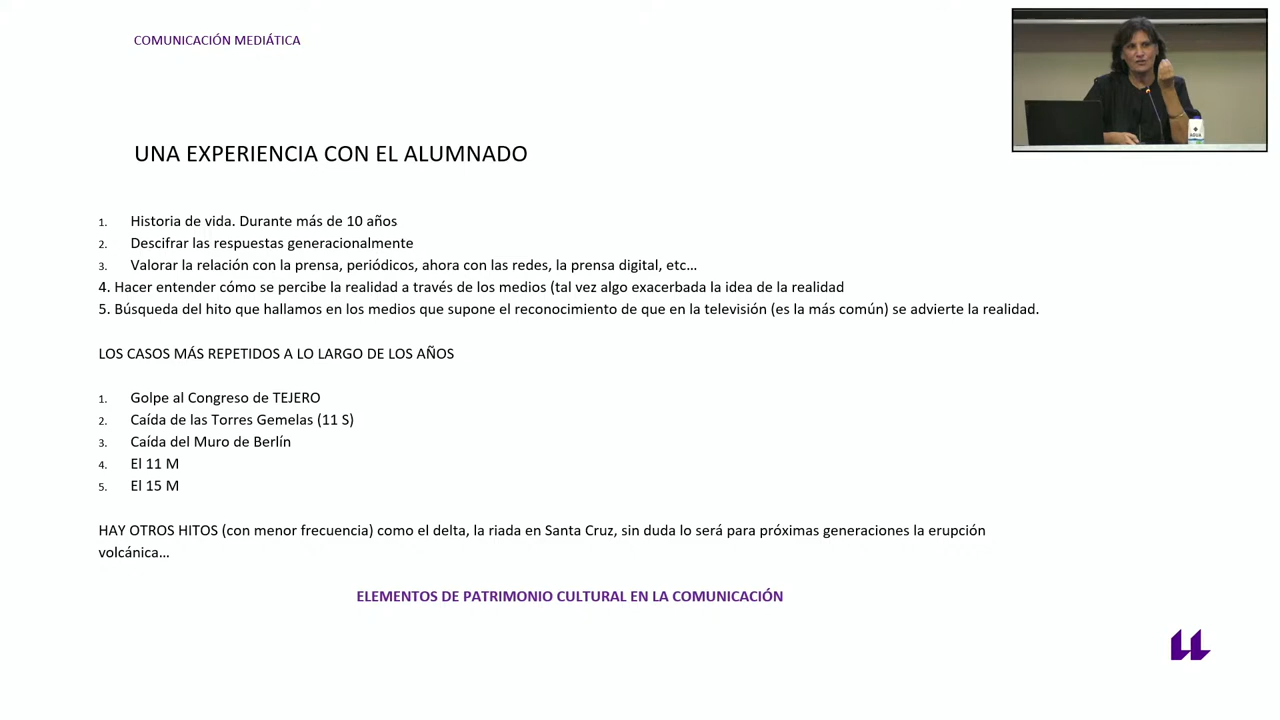 COMUNICACIÓN MEDIÁTICA
UNA EXPERIENCIA CON EL ALUMNADO
1. Historia de vida. Durante más de 10 años
2. Descifrar las respuestas generacionalmente
3. Valorar la relación con la prensa, periódicos, ahora con las redes, la prensa digital, etc…
4. Hacer entender cómo se percibe la realidad a través de los medios (tal vez algo exacerbada la idea de la realidad
5. Búsqueda del hito que hallamos en los medios que supone el reconocimiento de que en la televisión (es la más común) se advierte la realidad.
LOS CASOS MÁS REPETIDOS A LO LARGO DE LOS AÑOS
1. Golpe al Congreso de TEJERO
2. Caída de las Torres Gemelas (11 S)
3. Caída del Muro de Berlín
4. El 11 M
5. El 15 M
HAY OTROS HITOS (con menor frecuencia) como el delta, la riada en Santa Cruz, sin duda lo será para próximas generaciones la erupción
volcánica…
ELEMENTOS DE PATRIMONIO CULTURAL EN LA COMUNICACIÓN
AGUA